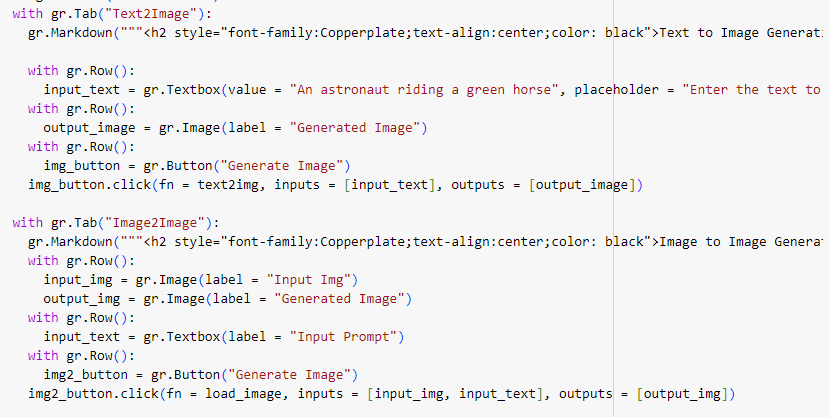 with gr.Tab("Text2Image"):
gr.Markdown("""<h2 style="font-family:Copperplate;text-align:center;color: black">Text to Image Generati
with gr.Row():
input_text = gr.Textbox(value = "An astronaut riding a green horse", placeholder = "Enter the text to
with gr.Row():
output_image = gr.Image(label = "Generated Image")
with gr.Row():
img_button = gr.Button("Generate Image")
img_button.click(fn = text2img, inputs = [input_text], outputs = [output_image])
with gr.Tab("Image2Image"):
gr.Markdown("""<h2 style="font-family:Copperplate;text-align:center;color: black">Image to Image Genera
with gr.Row():
input_img = gr.Image(label = "Input Img")
output_img = gr.Image(label = "Generated Image")
with gr.Row():
input_text = gr.Textbox(label = "Input Prompt")
with gr.Row():
img2_button = gr.Button("Generate Image")
img2_button.click(fn = load_image, inputs = [input_img, input_text], outputs = [output_img])